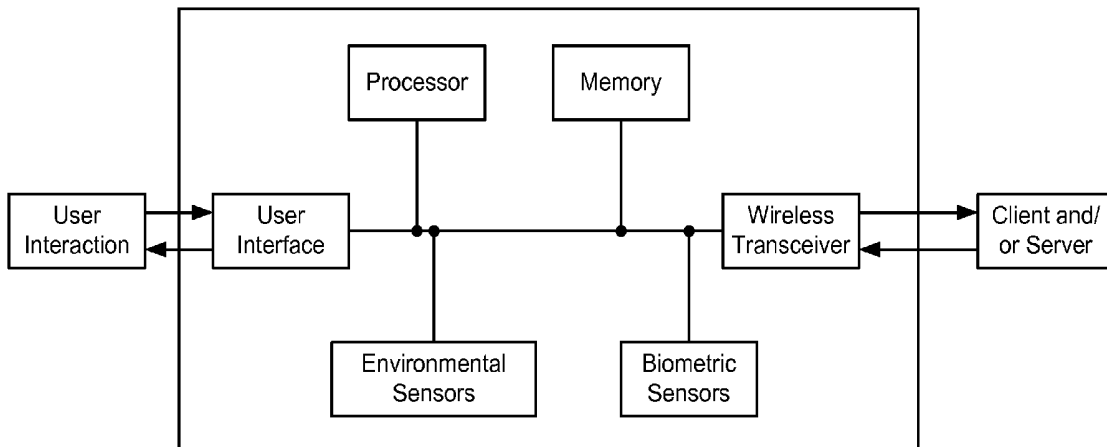 Processor
Memory
User
Interaction
User
Interface
Wireless
Transceiver
Client and/
or Server
Environmental
Sensors
Biometric
Sensors